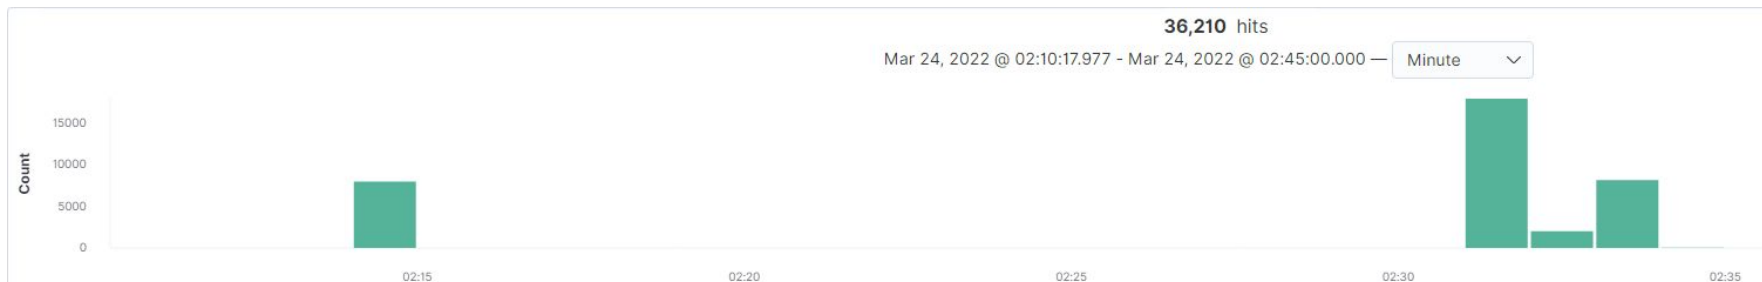 36,210 hits
Mar 24, 2022 @ 02:10:17.977 - Mar 24, 2022 @ 02:45:00.000 — Minute
Count
15000
10000
5000
0
02:15 02:20 02:25 02:30 02:35